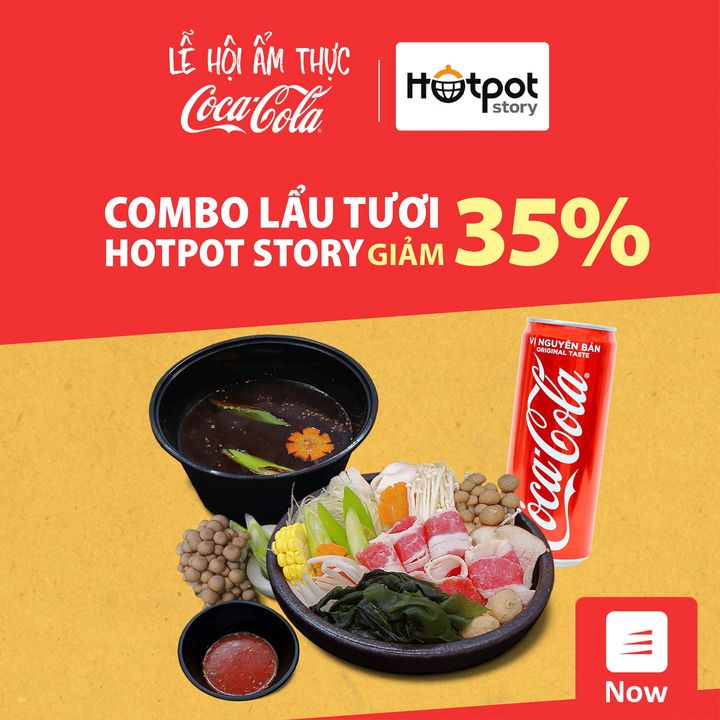 LỄ HỘI ẨM THỰC
Coca-Cola®
Hotpot
story
COMBO LẨU TƯƠI
HOTPOT STORY GIẢM 35%
VỊ NGUYÊN BẢN
ORIGINAL TASTE
Coca-Cola®
Now